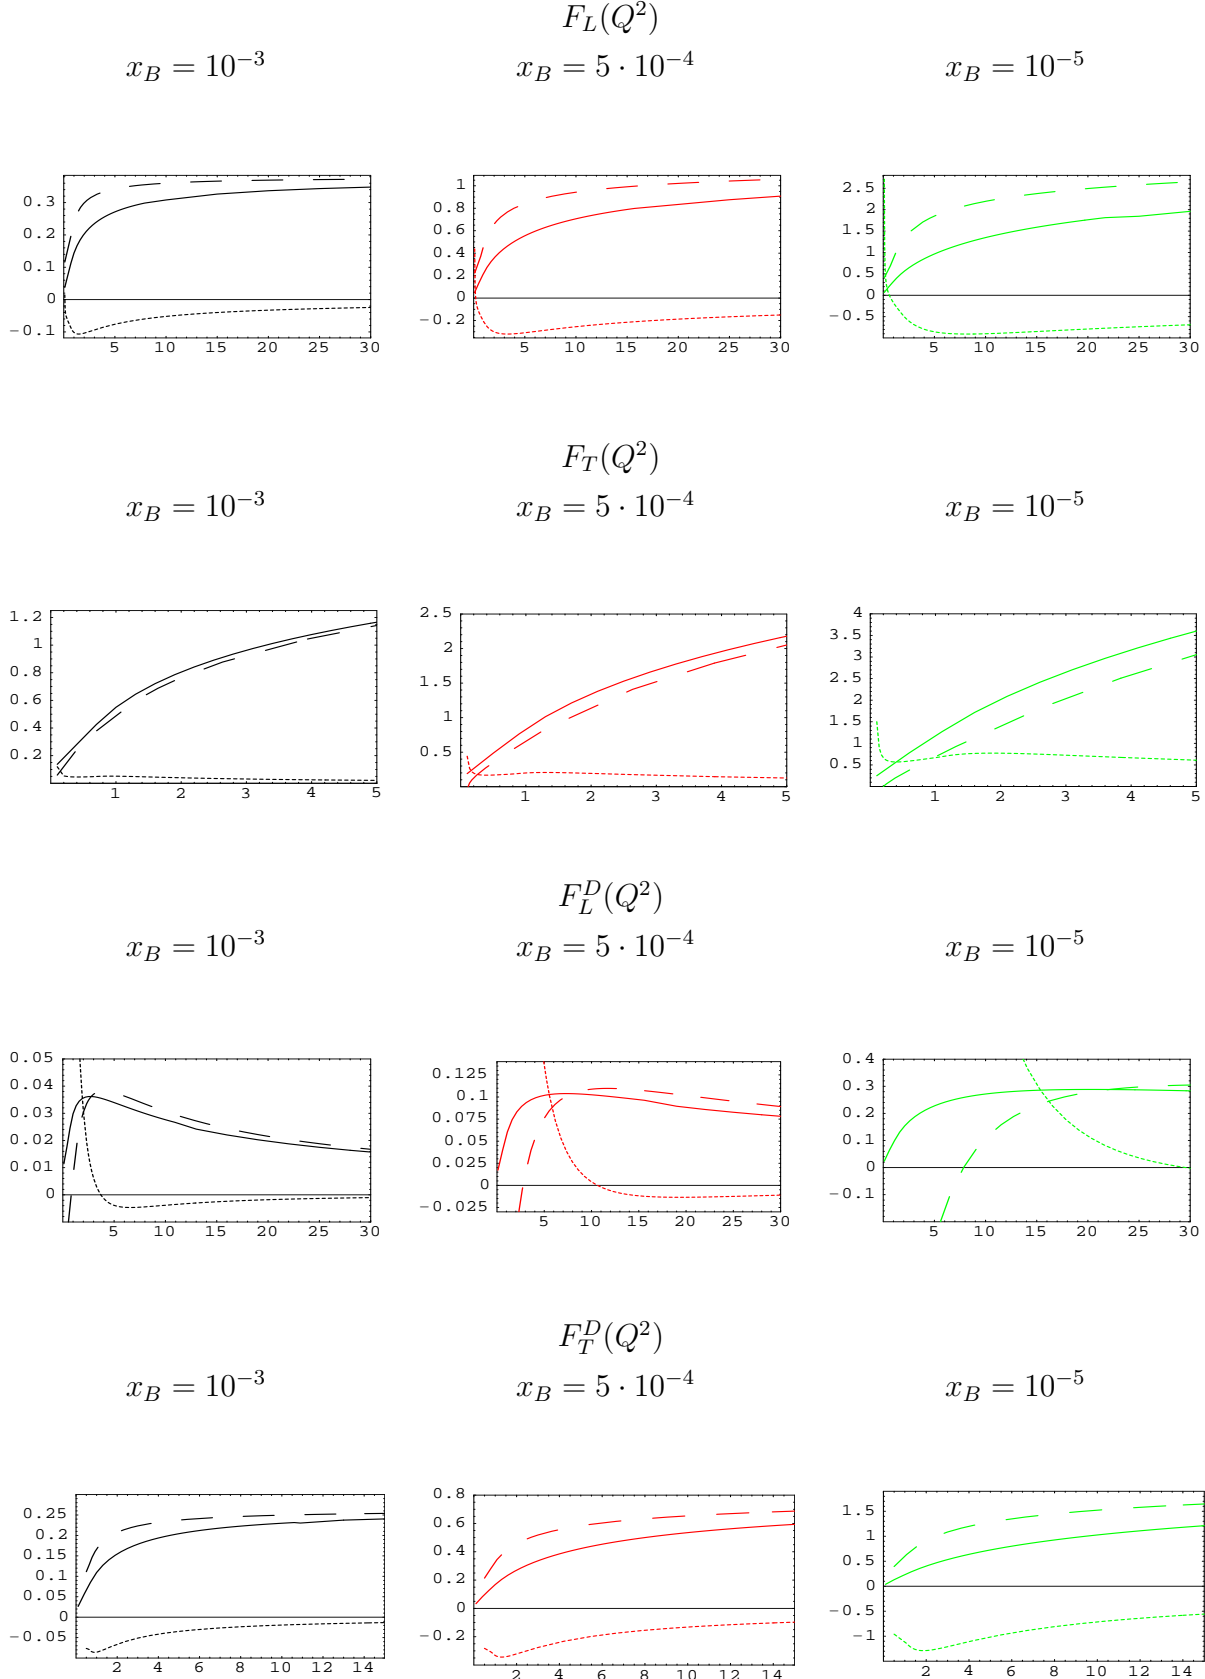 F_L(Q²)
x_B = 10⁻³ x_B = 5 · 10⁻⁴ x_B = 10⁻⁵
0.3 0.2 0.1 0 -0.1
5 10 15 20 25 30
1 0.8 0.6 0.4 0.2 0 -0.2
5 10 15 20 25 30
2.5 2 1.5 1 0.5 0 -0.5
5 10 15 20 25 30
F_T(Q²)
x_B = 10⁻³ x_B = 5 · 10⁻⁴ x_B = 10⁻⁵
1.2 1 0.8 0.6 0.4 0.2
1 2 3 4 5
2.5 2 1.5 1 0.5
1 2 3 4 5
4 3.5 3 2.5 2 1.5 1 0.5
1 2 3 4 5
F_L^D(Q²)
x_B = 10⁻³ x_B = 5 · 10⁻⁴ x_B = 10⁻⁵
0.05 0.04 0.03 0.02 0.01 0
5 10 15 20 25 30
0.125 0.1 0.075 0.05 0.025 0 -0.025
5 10 15 20 25 30
0.4 0.3 0.2 0.1 0 -0.1
5 10 15 20 25 30
F_T^D(Q²)
x_B = 10⁻³ x_B = 5 · 10⁻⁴ x_B = 10⁻⁵
0.25 0.2 0.15 0.1 0.05 0 -0.05
2 4 6 8 10 12 14
0.8 0.6 0.4 0.2 0 -0.2
2 4 6 8 10 12 14
1.5 1 0.5 0 -0.5 -1
2 4 6 8 10 12 14